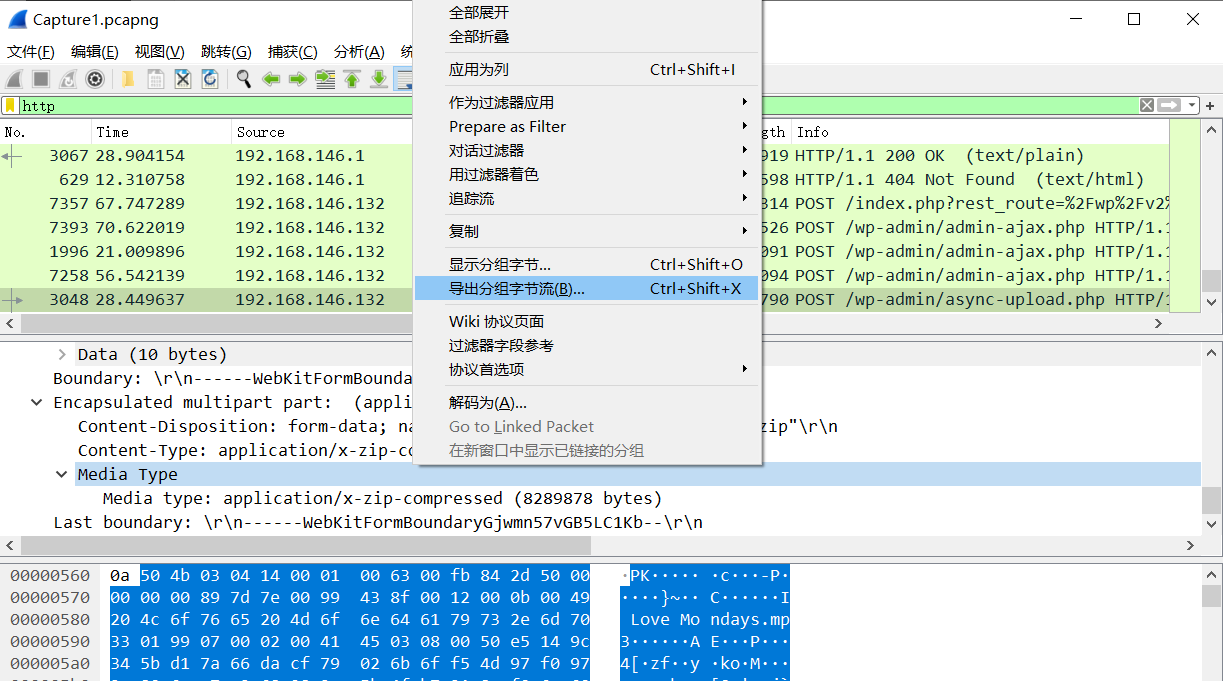 Capture1.pcapng
文件(F) 编辑(E) 视图(V) 跳转(G) 捕获(C) 分析(A) 统
http
No. Time Source gth Info
3067 28.904154 192.168.146.1 919 HTTP/1.1 200 OK (text/plain)
629 12.310758 192.168.146.1 598 HTTP/1.1 404 Not Found (text/html)
7357 67.747289 192.168.146.132 314 POST /index.php?rest_route=%2Fwp%2Fv2%
7393 70.622019 192.168.146.132 526 POST /wp-admin/admin-ajax.php HTTP/1.1
1996 21.009896 192.168.146.132 091 POST /wp-admin/admin-ajax.php HTTP/1.1
7258 56.542139 192.168.146.132 094 POST /wp-admin/admin-ajax.php HTTP/1.1
3048 28.449637 192.168.146.132 790 POST /wp-admin/async-upload.php HTTP/1
全部展开
全部折叠
应用为列 Ctrl+Shift+I
作为过滤器应用
Prepare as Filter
对话过滤器
用过滤器着色
追踪流
复制
显示分组字节... Ctrl+Shift+O
导出分组字节流(B)... Ctrl+Shift+X
Wiki 协议页面
过滤器字段参考
协议首选项
解码为(A)...
Go to Linked Packet
在新窗口中显示已链接的分组
Data (10 bytes)
Boundary: \r\n------WebKitFormBounda
Encapsulated multipart part: (appli
Content-Disposition: form-data; na zip"\r\n
Content-Type: application/x-zip-co
Media Type
Media type: application/x-zip-compressed (8289878 bytes)
Last boundary: \r\n------WebKitFormBoundaryGjwmn57vGB5LC1Kb--\r\n
00000560 0a 50 4b 03 04 14 00 01 00 63 00 fb 84 2d 50 00 ·PK····· ·c···-P·
00000570 00 00 00 89 7d 7e 00 99 43 8f 00 12 00 0b 00 49 ····}~·· C······I
00000580 20 4c 6f 76 65 20 4d 6f 6e 64 61 79 73 2e 6d 70 Love Mo ndays.mp
00000590 33 01 99 07 00 02 00 41 45 03 08 00 50 e5 14 9c 3······A E···P···
000005a0 34 5b d1 7a 66 da cf 79 02 6b 6f f5 4d 97 f0 97 4[·zf··y ·ko·M···